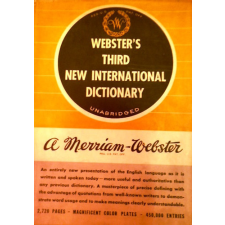 WEBSTER'S
THIRD
NEW INTERNATIONAL
DICTIONARY
UNABRIDGED
A Merriam-Webster
An entirely new presentation of the English language as it is
written and spoken today – more useful and authoritative than
any previous dictionary. A masterpiece of precise defining with
the advantage of quotations from well-known writers to demon-
strate word usage and to make meanings clearly understandable.
2,720 PAGES – MAGNIFICENT COLOR PLATES – 450,000 ENTRIES